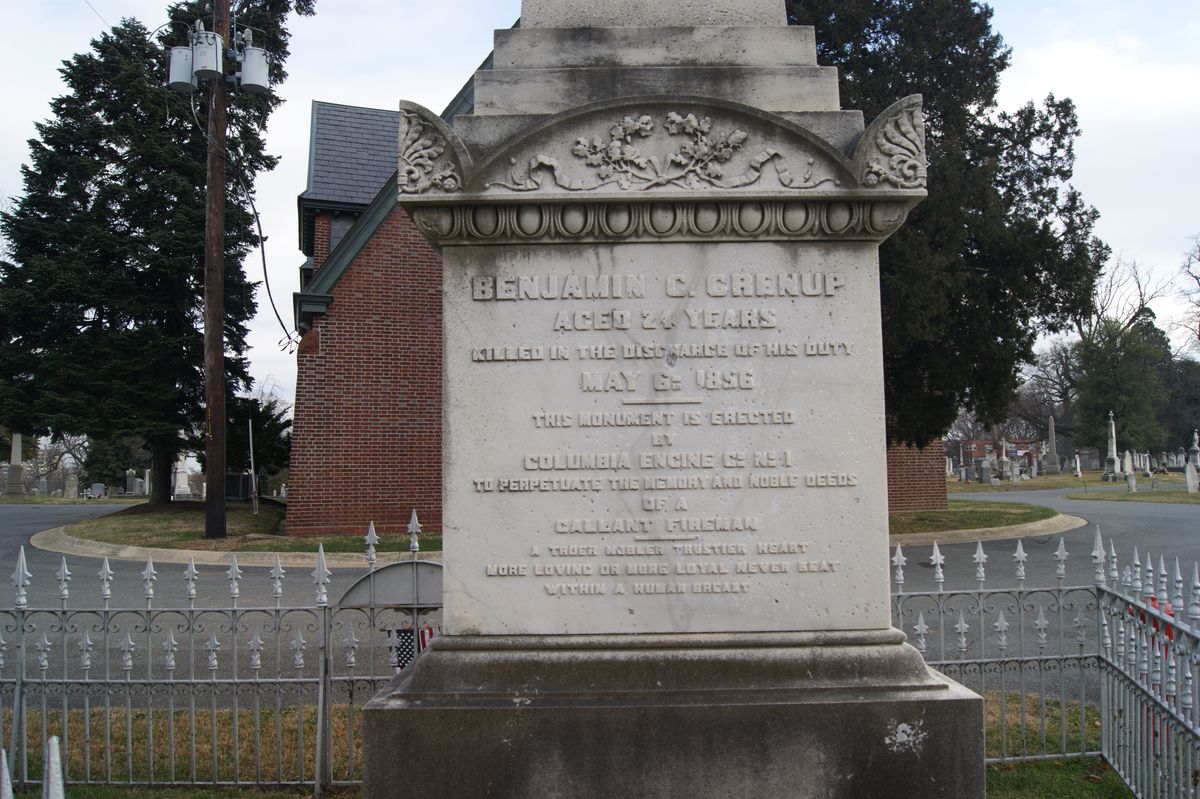 BENJAMIN C. GRENUP
AGED 24 YEARS
KILLED IN THE DISCHARGE OF HIS DUTY
MAY 6TH 1856
THIS MONUMENT IS ERECTED
BY
COLUMBIA ENGINE CO. NO. 1
TO PERPETUATE THE MEMORY AND NOBLE DEEDS
OF A
GALLANT FIREMAN
A TRUER NOBLER TRUSTIER HEART
MORE LOVING OR MORE LOYAL NEVER BEAT
WITHIN A HUMAN BREAST